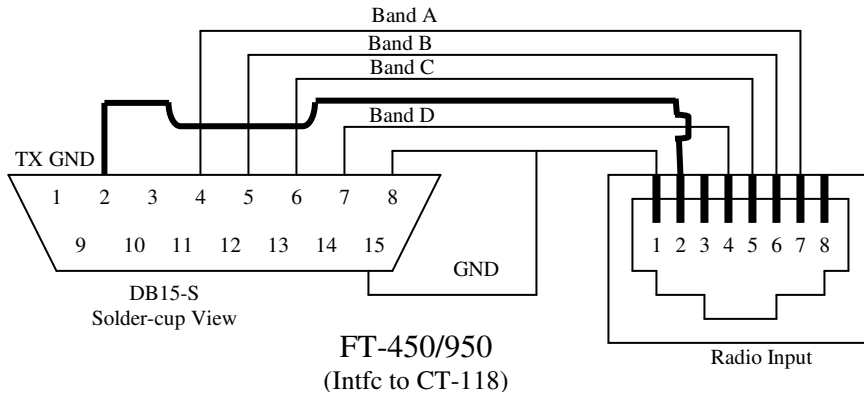 Band A
Band B
Band C
Band D
TX GND
1 2 3 4 5 6 7 8
9 10 11 12 13 14 15
1 2 3 4 5 6 7 8
GND
DB15-S
Solder-cup View
FT-450/950
(Intfc to CT-118)
Radio Input